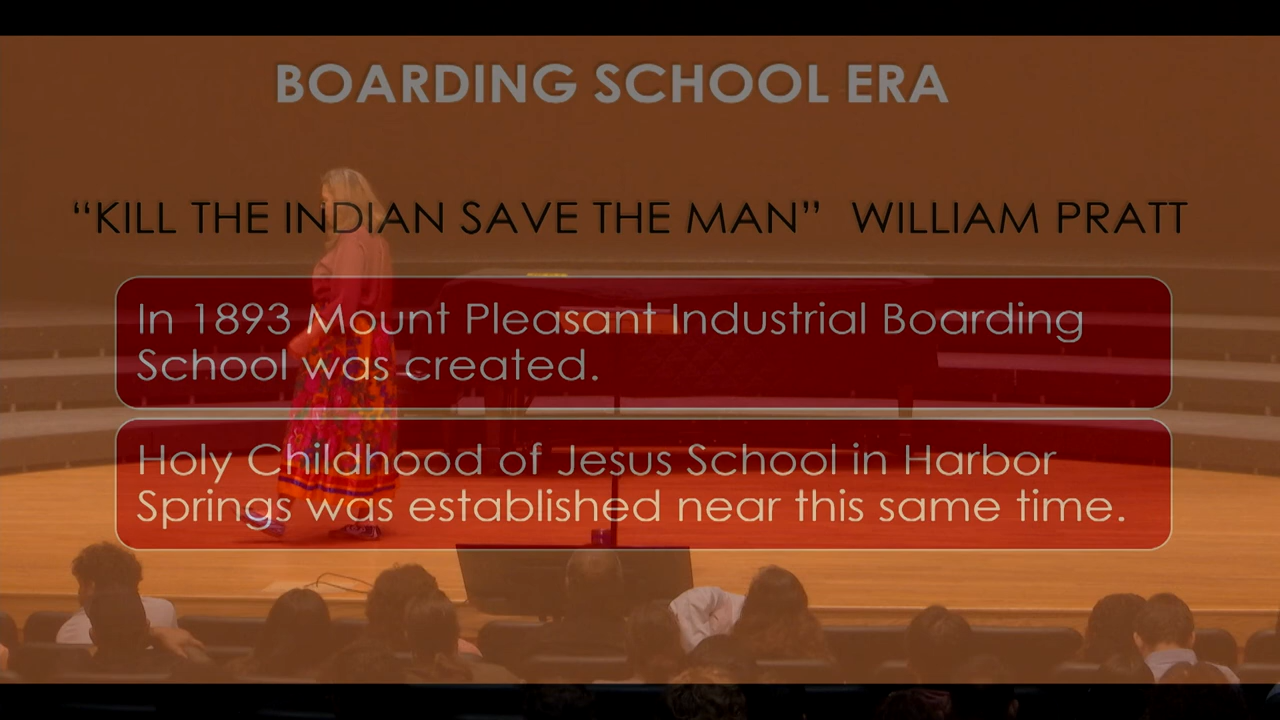 BOARDING SCHOOL ERA
“KILL THE INDIAN SAVE THE MAN” WILLIAM PRATT
In 1893 Mount Pleasant Industrial Boarding
School was created.
Holy Childhood of Jesus School in Harbor
Springs was established near this same time.